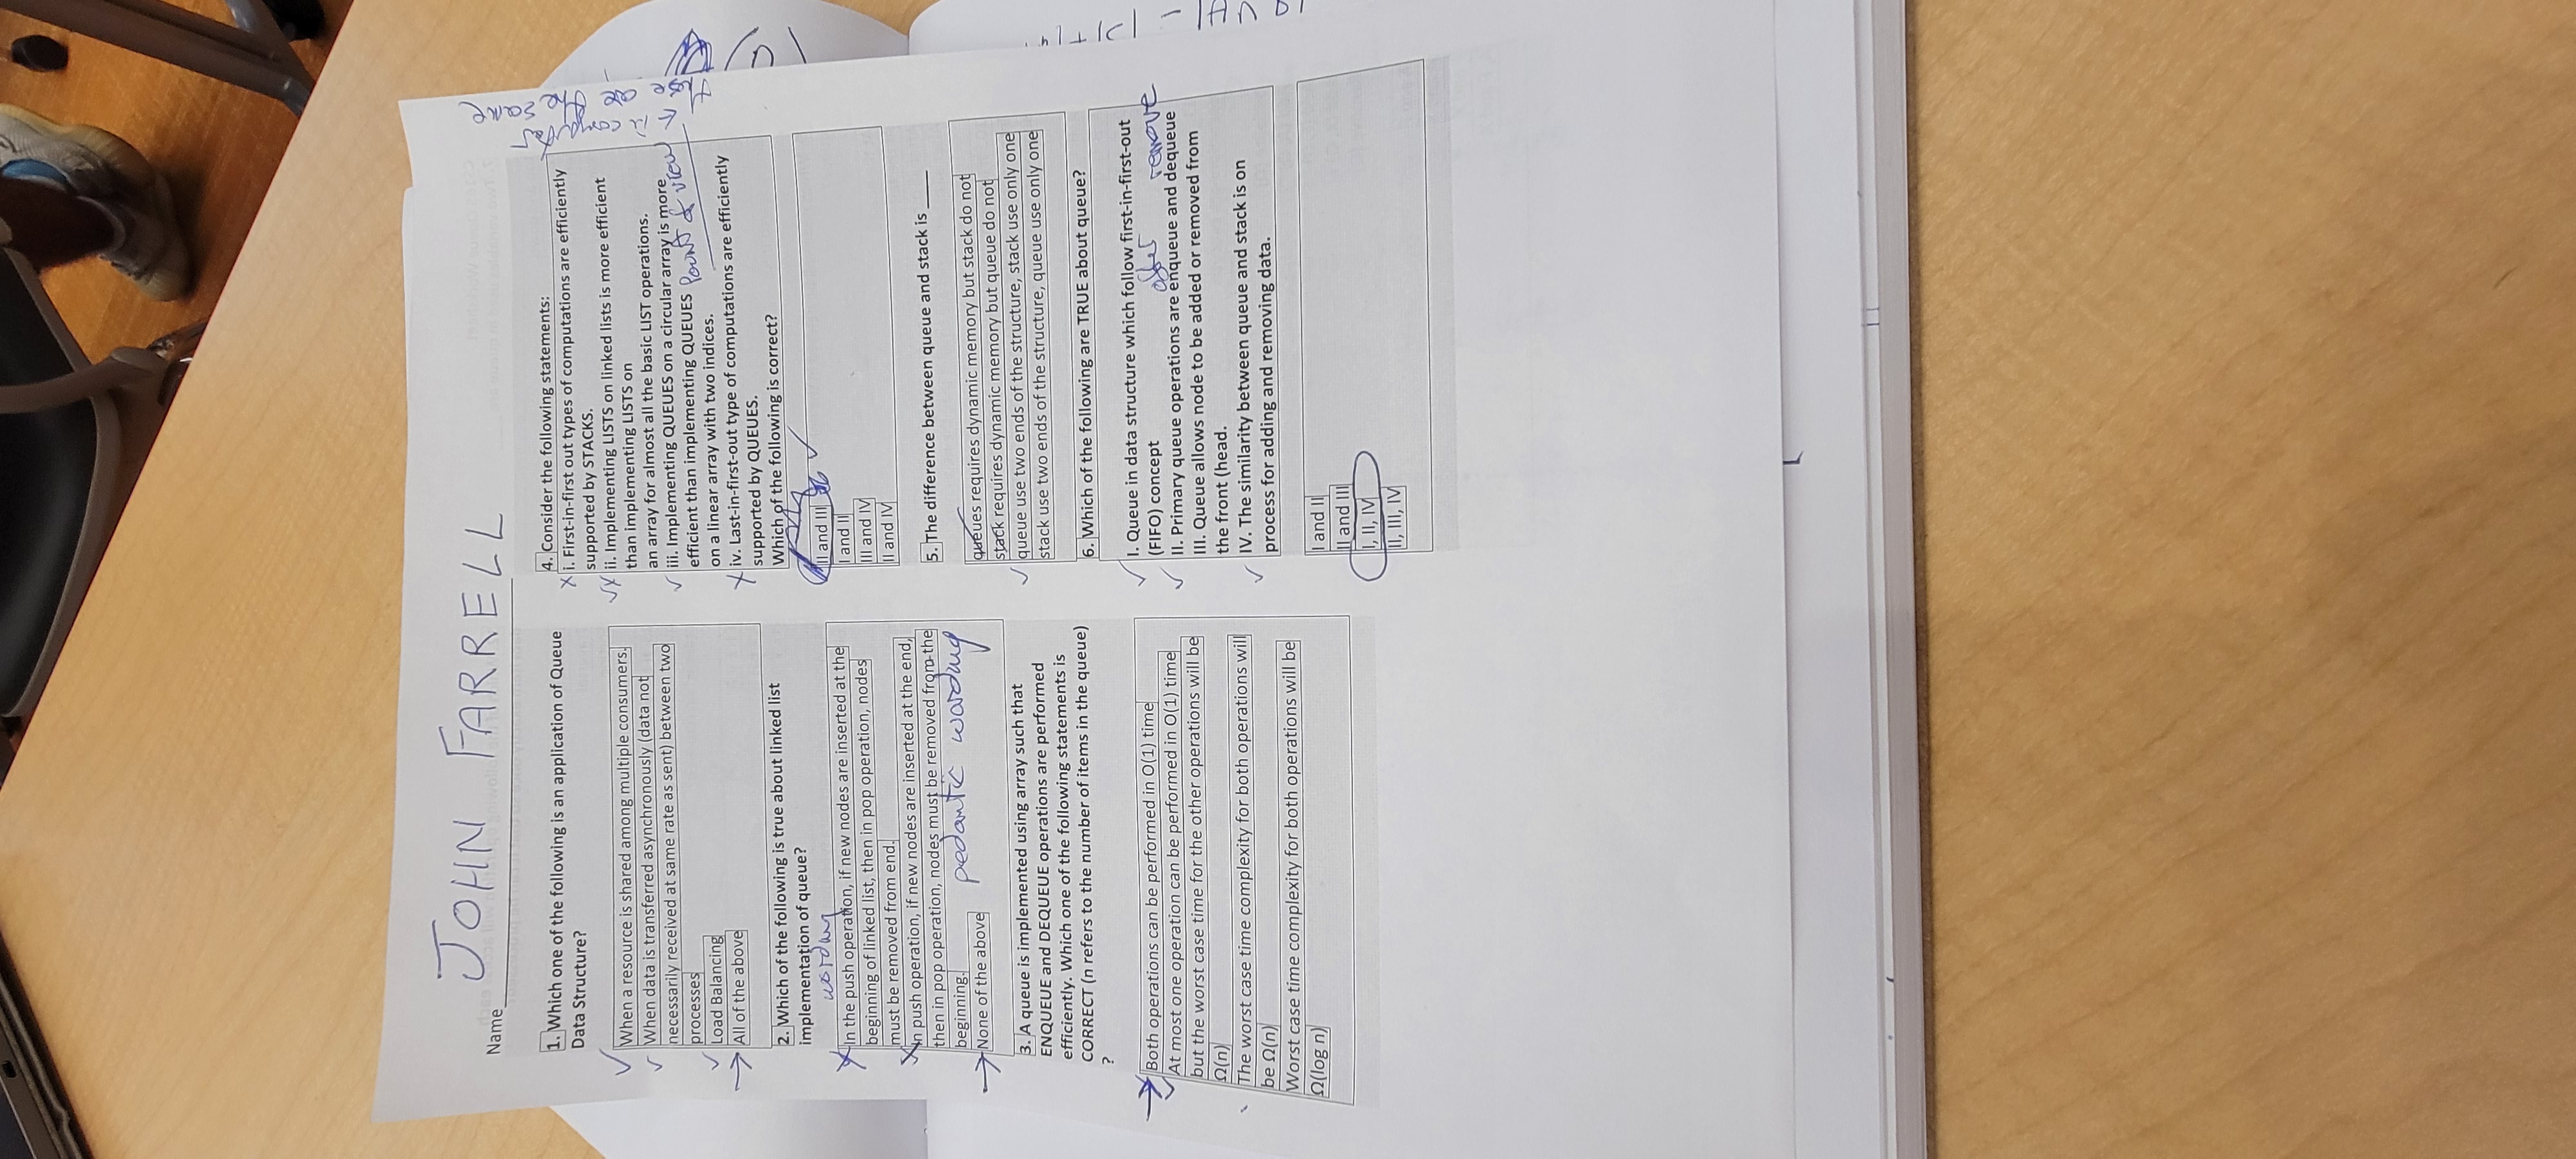 JOHN FARRELL
Name
1. Which one of the following is an application of Queue
Data Structure?
When a resource is shared among multiple consumers.
When data is transferred asynchronously (data not
necessarily received at same rate as sent) between two
processes
Load Balancing
All of the above
2. Which of the following is true about linked list
implementation of queue?
wording
In the push operation, if new nodes are inserted at the
beginning of linked list, then in pop operation, nodes
must be removed from end.
In push operation, if new nodes are inserted at the end,
then in pop operation, nodes must be removed from the
beginning.
pedantic wording
None of the above
3. A queue is implemented using array such that
ENQUEUE and DEQUEUE operations are performed
efficiently. Which one of the following statements is
CORRECT (n refers to the number of items in the queue)
?
Both operations can be performed in O(1) time
At most one operation can be performed in O(1) time
but the worst case time for the other operations will be
Ω(n)
The worst case time complexity for both operations will
be Ω(n)
Worst case time complexity for both operations will be
Ω(log n)
4. Consider the following statements:
i. First-in-first out types of computations are efficiently
supported by STACKS.
ii. Implementing LISTS on linked lists is more efficient
than implementing LISTS on
an array for almost all the basic LIST operations.
iii. Implementing QUEUES on a circular array is more
efficient than implementing QUEUES
Point of view
on a linear array with two indices.
iv. Last-in-first-out type of computations are efficiently
supported by QUEUES.
Which of the following is correct?
II and III
I and II
III and IV
II and IV
is computer
these are the same
5. The difference between queue and stack is ____
queues requires dynamic memory but stack do not
stack requires dynamic memory but queue do not
queue use two ends of the structure, stack use only one
stack use two ends of the structure, queue use only one
6. Which of the following are TRUE about queue?
I. Queue in data structure which follow first-in-first-out
(FIFO) concept
after remove
II. Primary queue operations are enqueue and dequeue
III. Queue allows node to be added or removed from
the front (head.
IV. The similarity between queue and stack is on
process for adding and removing data.
I and II
II and III
I, II, IV
II, III, IV